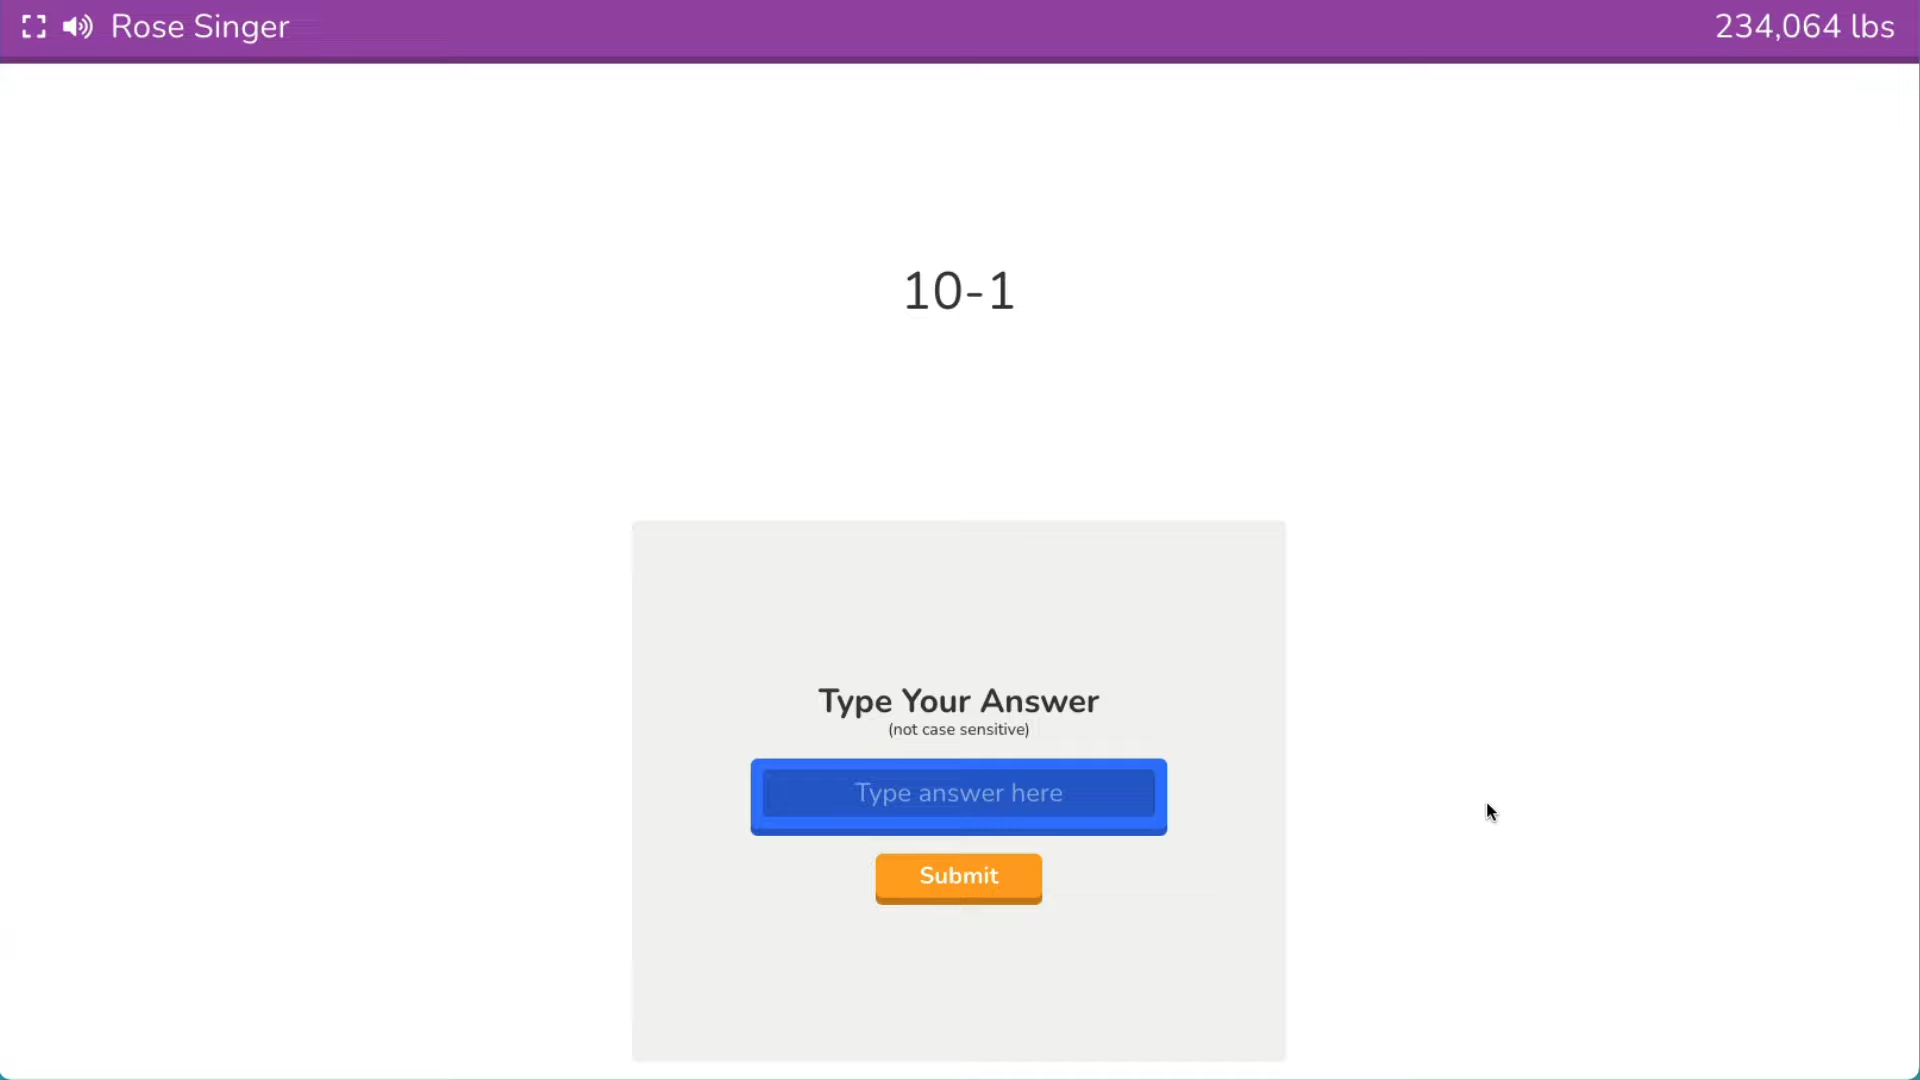 Rose Singer
234,064 lbs
10-1
Type Your Answer
(not case sensitive)
Type answer here
Submit